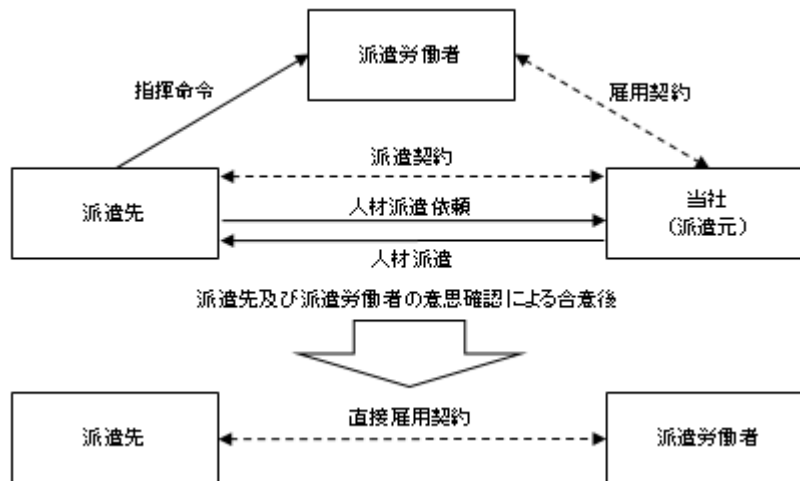 派遣労働者
指揮命令
雇用契約
派遣契約
派遣先
当社
（派遣元）
人材派遣依頼
人材派遣
派遣先及び派遣労働者の意思確認による合意後
派遣先
直接雇用契約
派遣労働者